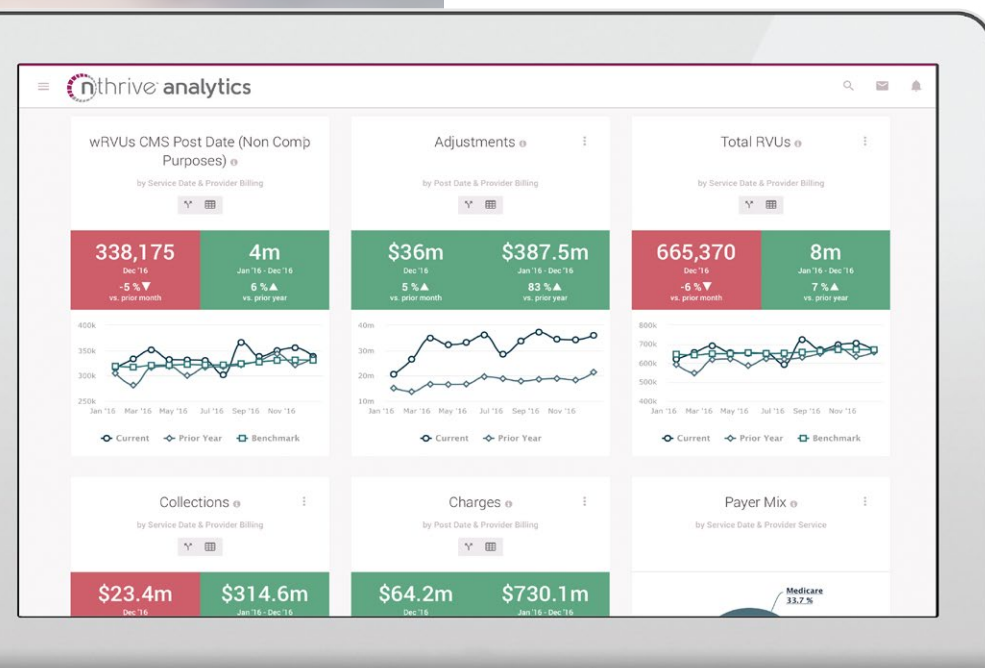 nthrive analytics
wRVUs CMS Post Date (Non Comp
Purposes)
by Service Date & Provider Billing
338,175
Dec '16
-5 %▼
vs. prior month
4m
Jan '16 - Dec '16
6 %▲
vs. prior year
400k
350k
300k
250k
Jan '16 Mar '16 May '16 Jul '16 Sep '16 Nov '16
Current Prior Year Benchmark
Adjustments
by Post Date & Provider Billing
$36m
Dec '16
5 %▲
vs. prior month
$387.5m
Jan '16 - Dec '16
83 %▲
vs. prior year
40m
30m
20m
10m
Jan '16 Mar '16 May '16 Jul '16 Sep '16 Nov '16
Current Prior Year
Total RVUs
by Service Date & Provider Billing
665,370
Dec '16
-6 %▼
vs. prior month
8m
Jan '16 - Dec '16
7 %▲
vs. prior year
800k
700k
600k
500k
400k
Jan '16 Mar '16 May '16 Jul '16 Sep '16 Nov '16
Current Prior Year Benchmark
Collections
by Service Date & Provider Billing
$23.4m
Dec '16
$314.6m
Jan '16 - Dec '16
Charges
by Post Date & Provider Billing
$64.2m
Dec '16
$730.1m
Jan '16 - Dec '16
Payer Mix
by Service Date & Provider Service
Medicare
33.7 %